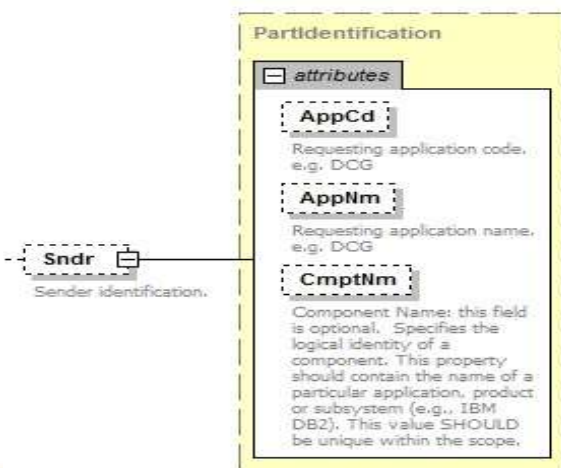 PartIdentification
attributes
AppCd
Requesting application code.
e.g. DCG
AppNm
Requesting application name.
e.g. DCG
Sndr
Sender identification.
CmptNm
Component Name: this field
is optional. Specifies the
logical identity of a
component. This property
should contain the name of a
particular application, product
or subsystem (e.g., IBM
DB2). This value SHOULD
be unique within the scope.